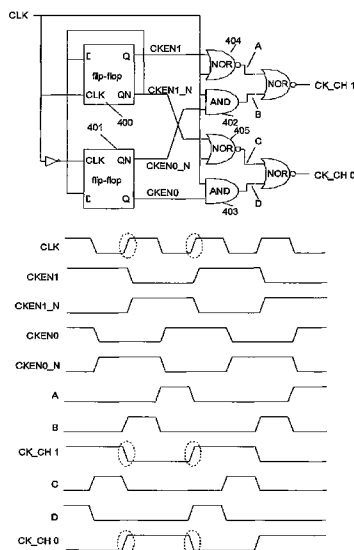 CLK
Q
CKEN1
404
A
NOR
flip-flop
CKEN1_N
NOR
CK_CH 1
CLK
QN
AND
B
400
402
401
405
C
CLK
QN
NOR
CKEN0_N
flip-flop
CKEN0
NOR
CK_CH 0
Q
AND
D
403
CLK
CKEN1
CKEN1_N
CKEN0
CKEN0_N
A
B
CK_CH 1
C
D
CK_CH 0